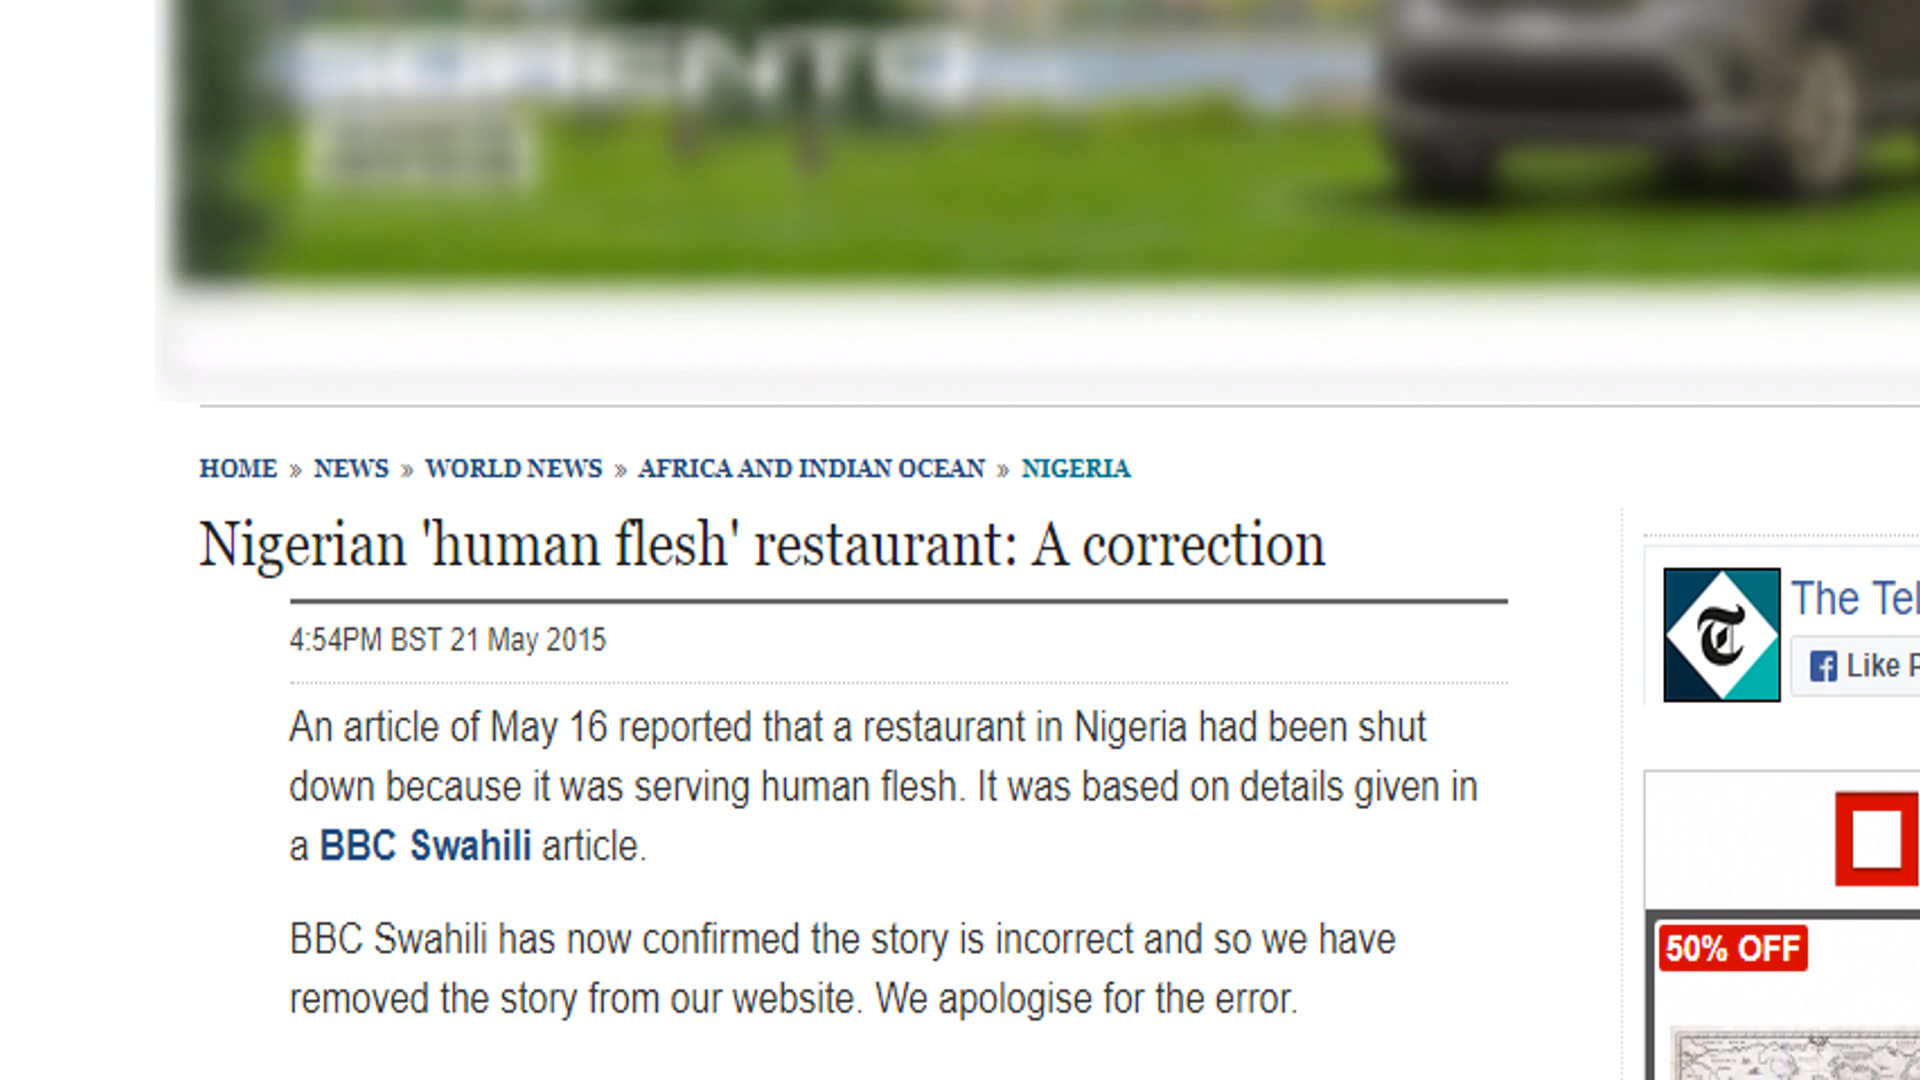 SORENTO
HOME » NEWS » WORLD NEWS » AFRICA AND INDIAN OCEAN » NIGERIA
Nigerian 'human flesh' restaurant: A correction
4:54PM BST 21 May 2015
An article of May 16 reported that a restaurant in Nigeria had been shut
down because it was serving human flesh. It was based on details given in
a BBC Swahili article.
BBC Swahili has now confirmed the story is incorrect and so we have
removed the story from our website. We apologise for the error.
The Tel
Like P
50% OFF